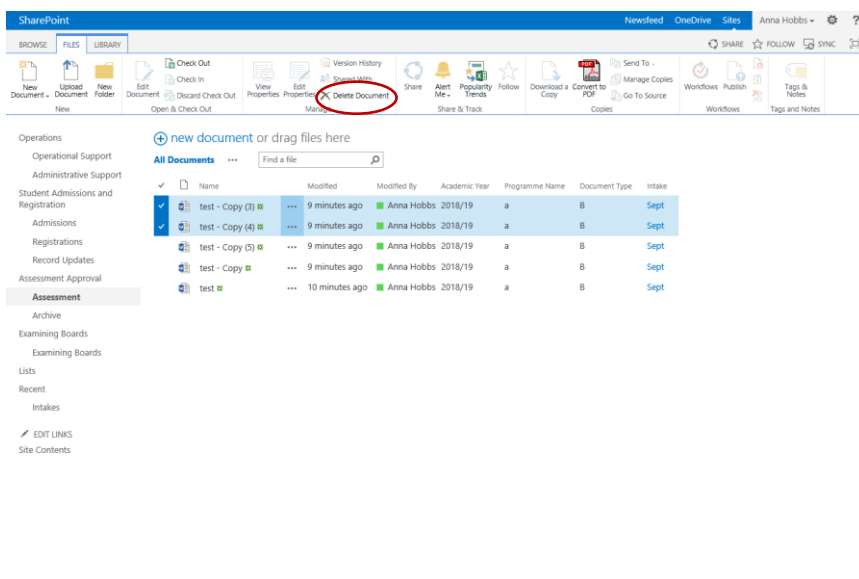 SharePoint
Newsfeed OneDrive Sites Anna Hobbs ?
BROWSE FILES LIBRARY
SHARE FOLLOW SYNC
New Document
Upload Document
New Folder
New
Edit Document
Check Out
Check In
Discard Check Out
Open & Check Out
View Properties
Edit Properties
Version History
Shared With
Delete Document
Manage
Share
Alert Me
Popularity Trends
Follow
Share & Track
Download a Copy
PDF
Convert to PDF
Send To
Manage Copies
Go To Source
Copies
Workflows
Publish
Workflows
Tags & Notes
Tags and Notes
Operations
Operational Support
Administrative Support
Student Admissions and
Registration
Admissions
Registrations
Record Updates
Assessment Approval
Assessment
Archive
Examining Boards
Examining Boards
Lists
Recent
Intakes
EDIT LINKS
Site Contents
new document or drag files here
All Documents ... Find a file
Name Modified Modified By Academic Year Programme Name Document Type Intake
test - Copy (3) ... 9 minutes ago Anna Hobbs 2018/19 a B Sept
test - Copy (4) ... 9 minutes ago Anna Hobbs 2018/19 a B Sept
test - Copy (5) ... 9 minutes ago Anna Hobbs 2018/19 a B Sept
test - Copy ... 9 minutes ago Anna Hobbs 2018/19 a B Sept
test ... 10 minutes ago Anna Hobbs 2018/19 a B Sept